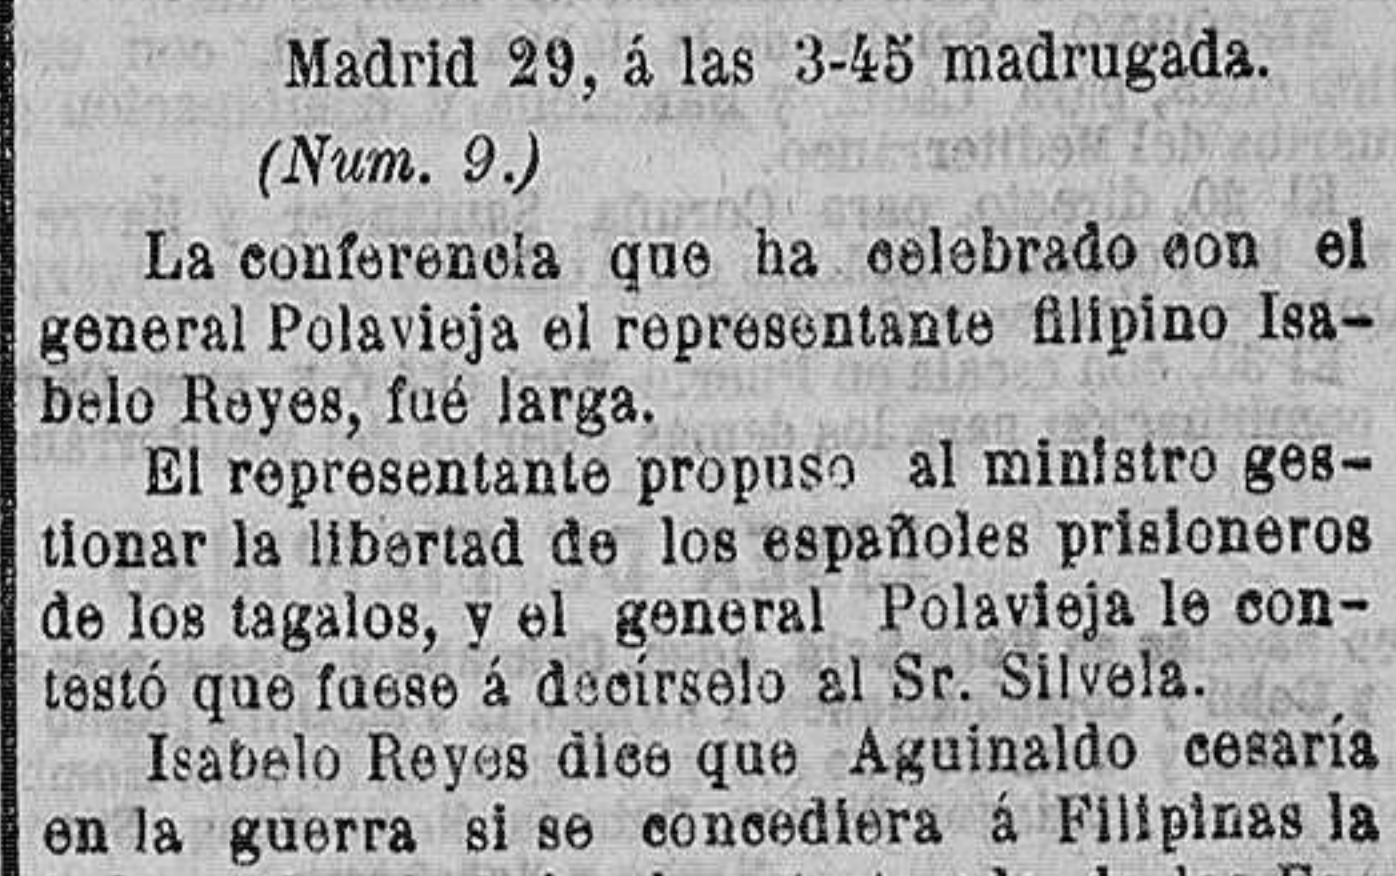 Madrid 29, á las 3-45 madrugada.
(Num. 9.)
La conferencia que ha celebrado con el
general Polavieja el representante filipino Isa-
belo Reyes, fué larga.
El representante propuso al ministro ges-
tionar la libertad de los españoles prisioneros
de los tagalos, y el general Polavieja le con-
testó que fuese á decírselo al Sr. Silvela.
Isabelo Reyes dice que Aguinaldo cesaría
en la guerra si se concediera á Filipinas la